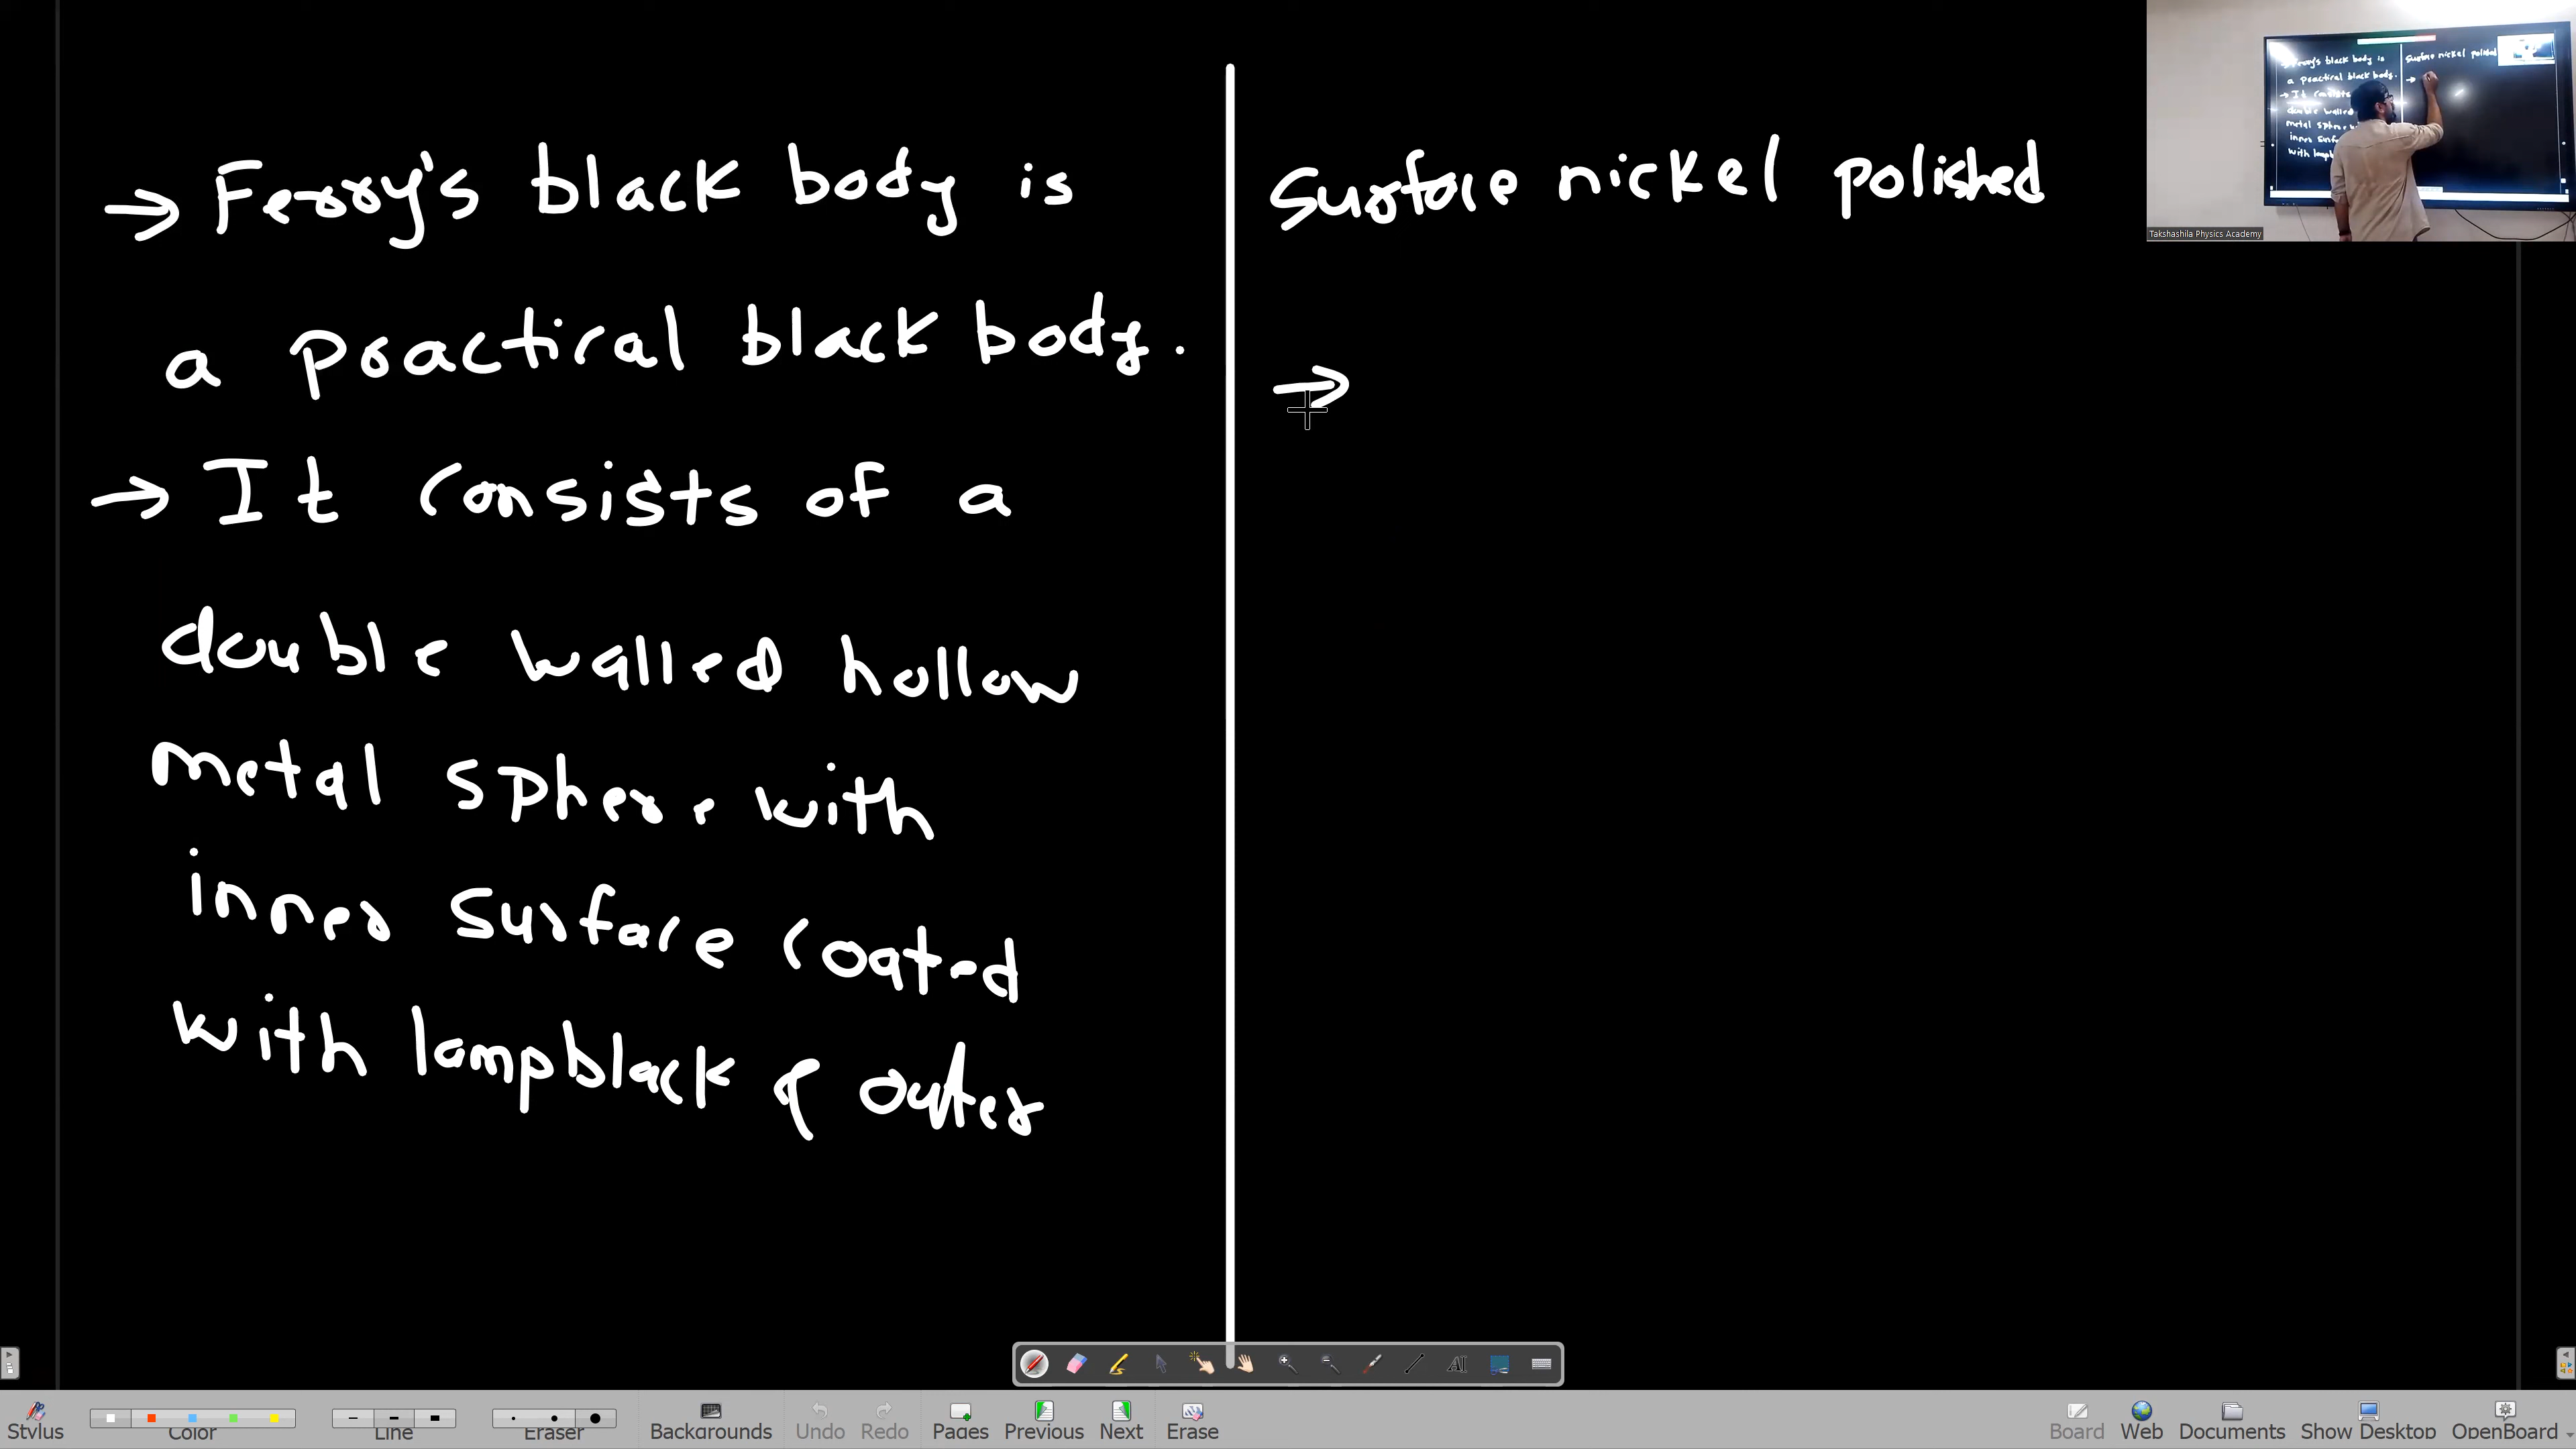 → Ferry's black body is
a practical black body.
→ It consists of a
double walled hollow
metal sphere with
inner surface coated
with lampblack & outer
surface nickel polished
→
Takshashila Physics Academy
Stylus Color Line Eraser Backgrounds Undo Redo Pages Previous Next Erase Board Web Documents Show Desktop OpenBoard